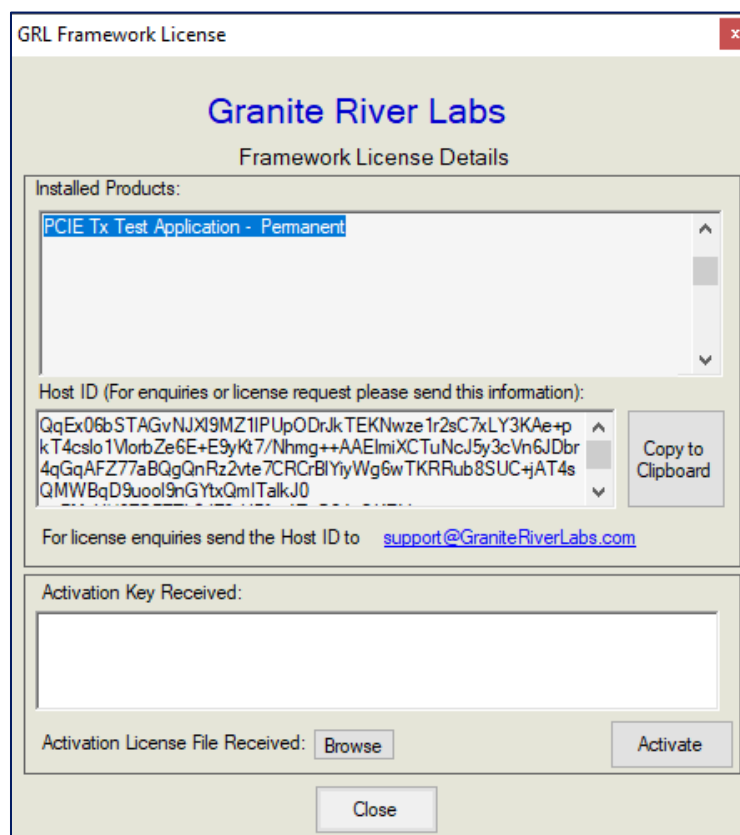 GRL Framework License
x
Granite River Labs
Framework License Details
Installed Products:
PCIE Tx Test Application - Permanent
Host ID (For enquiries or license request please send this information):
QqEx06bSTAGvNJXI9MZ1IPUpODrJkTEKNwze1r2sC7xLY3KAe+p
kT4cslo1VlorbZe6E+E9yKt7/Nhmg++AAElmiXCTuNcJ5y3cVn6JDbr
4qGqAFZ77aBQgQnRz2vte7CRCrBlYiyWg6wTKRRub8SUC+jAT4s
QMWBqD9uool9nGYtxQmITalkJ0
Copy to
Clipboard
For license enquiries send the Host ID to support@GraniteRiverLabs.com
Activation Key Received:
Activation License File Received: Browse
Activate
Close